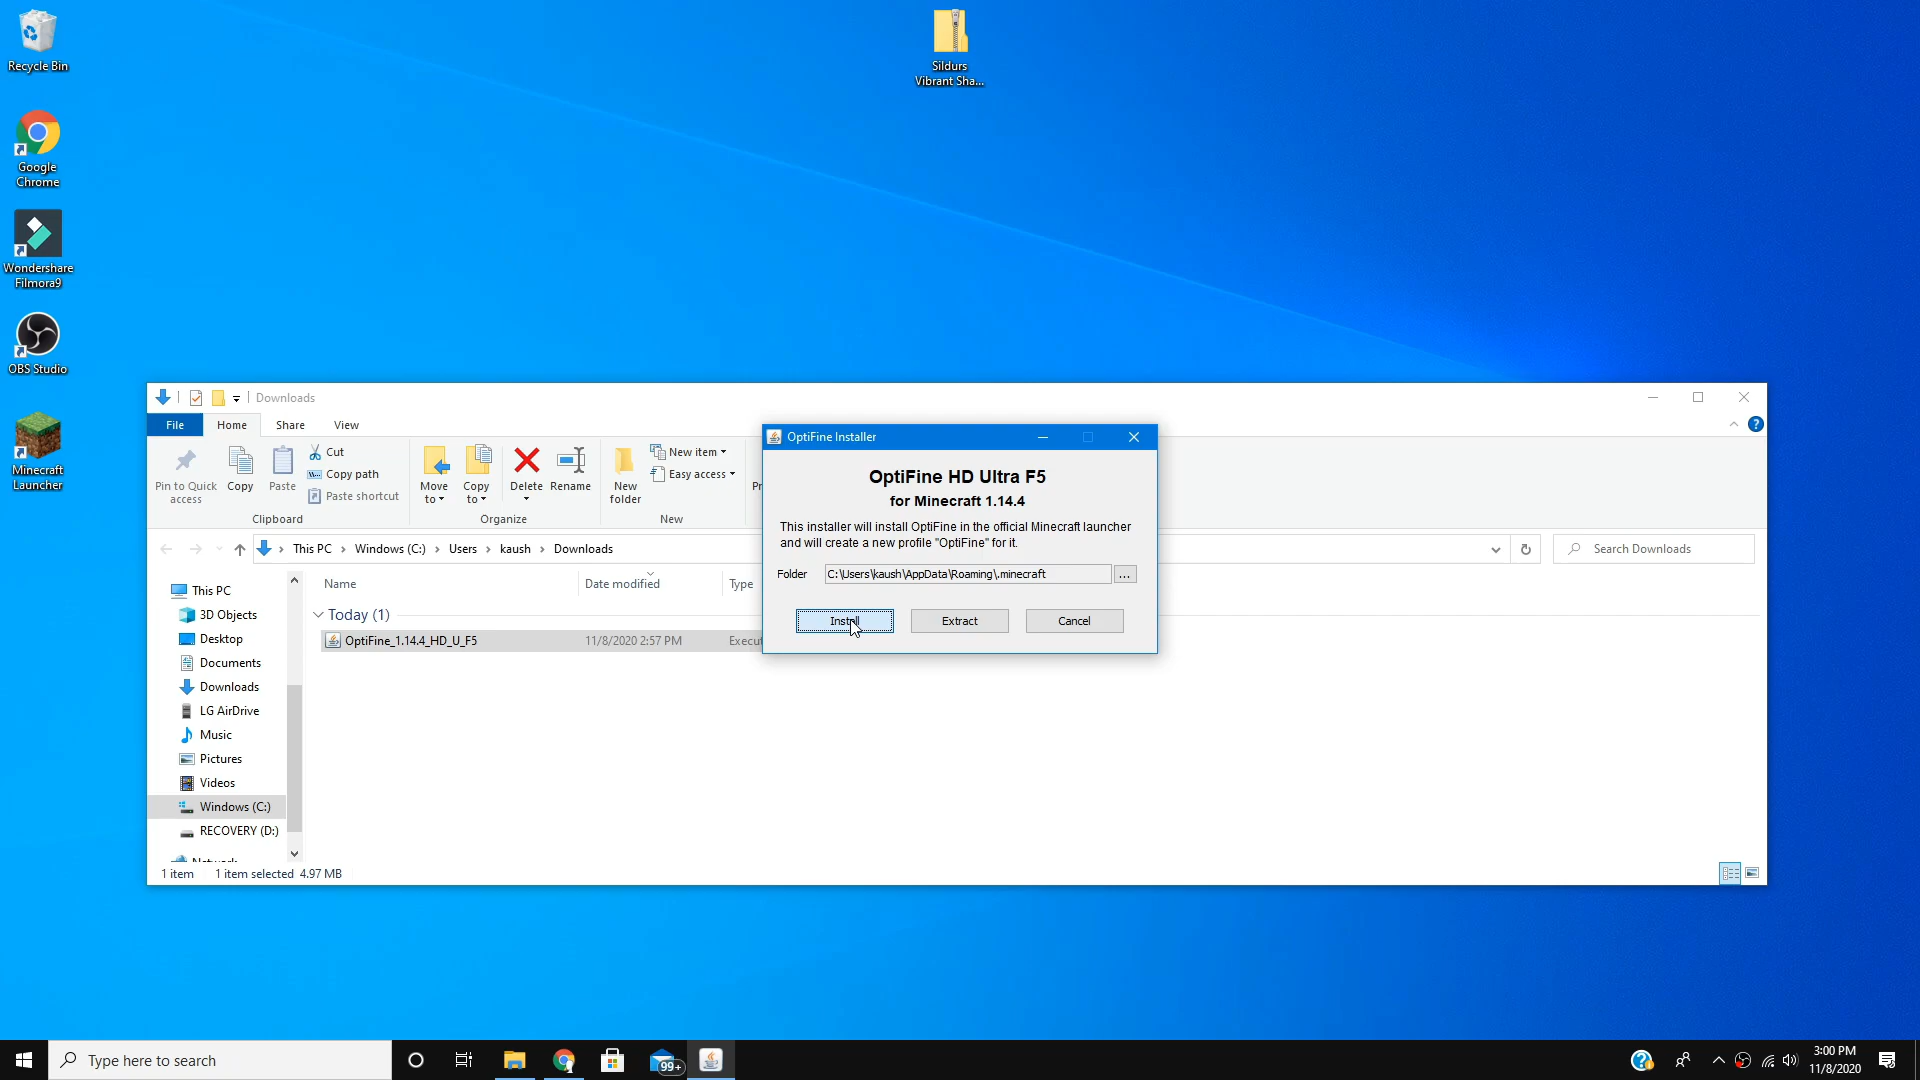 Recycle Bin
Google
Chrome
Wondershare
Filmora9
OBS Studio
Minecraft
Launcher
Sildurs
Vibrant Sha...
Downloads
File
Home
Share
View
Pin to Quick
access
Copy
Paste
Cut
Copy path
Paste shortcut
Clipboard
Move
to
Copy
to
Delete
Rename
Organize
New
folder
New item
Easy access
New
This PC > Windows (C:) > Users > kaush > Downloads
Search Downloads
This PC
3D Objects
Desktop
Documents
Downloads
LG AirDrive
Music
Pictures
Videos
Windows (C:)
RECOVERY (D:)
Name
Date modified
Type
Today (1)
OptiFine_1.14.4_HD_U_F5
11/8/2020 2:57 PM
1 item
1 item selected 4.97 MB
OptiFine Installer
OptiFine HD Ultra F5
for Minecraft 1.14.4
This installer will install OptiFine in the official Minecraft launcher
and will create a new profile "OptiFine" for it.
Folder
C:\Users\kaush\AppData\Roaming\.minecraft
...
Install
Extract
Cancel
Type here to search
99+
3:00 PM
11/8/2020